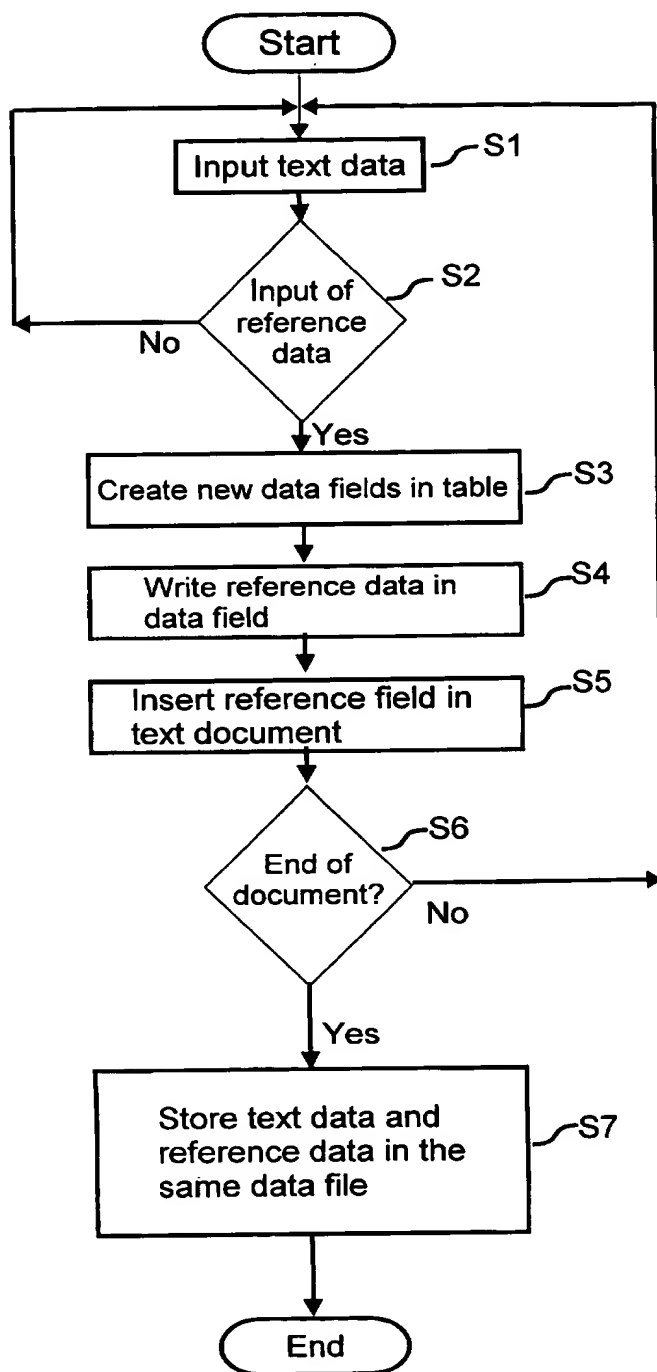 Start
Input text data
S1
Input of
reference
data
S2
No
Yes
Create new data fields in table
S3
Write reference data in
data field
S4
Insert reference field in
text document
S5
End of
document?
S6
No
Yes
Store text data and
reference data in the
same data file
S7
End